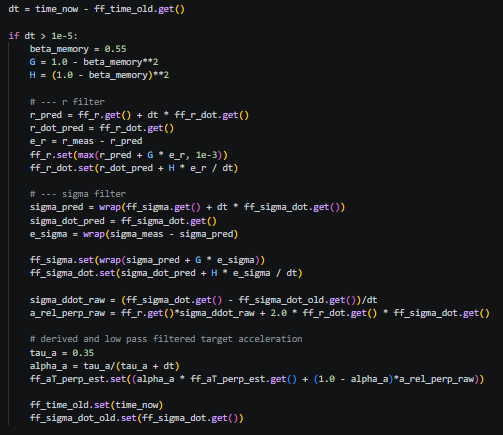 dt = time_now - ff_time_old.get()
if dt > 1e-5:
beta_memory = 0.55
G = 1.0 - beta_memory**2
H = (1.0 - beta_memory)**2
# --- r filter
r_pred = ff_r.get() + dt * ff_r_dot.get()
r_dot_pred = ff_r_dot.get()
e_r = r_meas - r_pred
ff_r.set(max(r_pred + G * e_r, 1e-3))
ff_r_dot.set(r_dot_pred + H * e_r / dt)
# --- sigma filter
sigma_pred = wrap(ff_sigma.get() + dt * ff_sigma_dot.get())
sigma_dot_pred = ff_sigma_dot.get()
e_sigma = wrap(sigma_meas - sigma_pred)
ff_sigma.set(wrap(sigma_pred + G * e_sigma))
ff_sigma_dot.set(sigma_dot_pred + H * e_sigma / dt)
sigma_ddot_raw = (ff_sigma_dot.get() - ff_sigma_dot_old.get())/dt
a_rel_perp_raw = ff_r.get()*sigma_ddot_raw + 2.0 * ff_r_dot.get() * ff_sigma_dot.get()
# derived and low pass filtered target acceleration
tau_a = 0.35
alpha_a = tau_a/(tau_a + dt)
ff_aT_perp_est.set((alpha_a * ff_aT_perp_est.get() + (1.0 - alpha_a)*a_rel_perp_raw))
ff_time_old.set(time_now)
ff_sigma_dot_old.set(ff_sigma_dot.get())